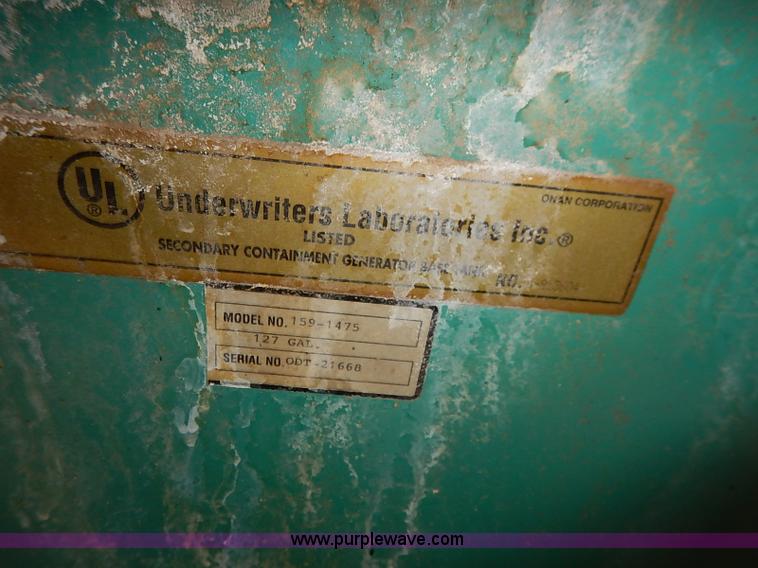 UL®
Underwriters Laboratories Inc.®
ONAN CORPORATION
LISTED
SECONDARY CONTAINMENT GENERATOR BASE TANK NO.
MODEL NO. 159-1475
127 GAL.
SERIAL NO. ODT-21668
www.purplewave.com